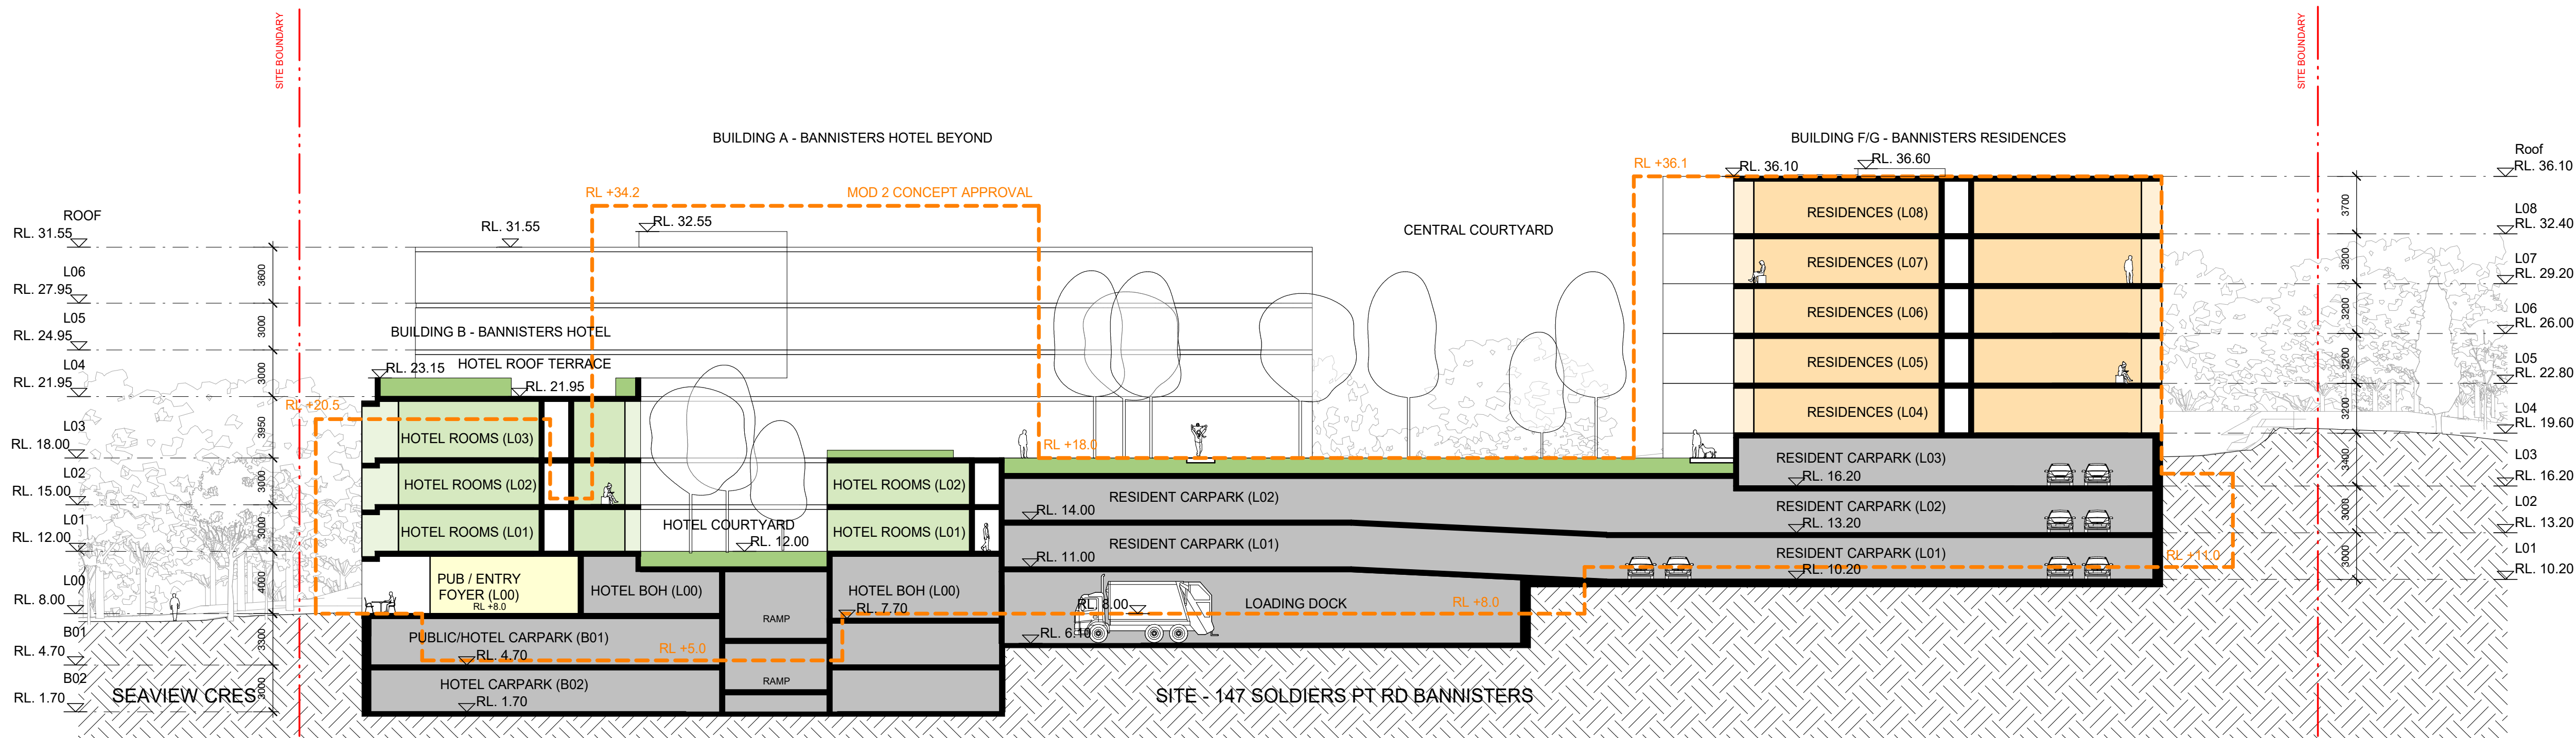 SITE BOUNDARY
SITE BOUNDARY
BUILDING A - BANNISTERS HOTEL BEYOND
BUILDING F/G - BANNISTERS RESIDENCES
RL +34.2
MOD 2 CONCEPT APPROVAL
RL +36.1
RL. 36.10
RL. 36.60
RL. 31.55
RL. 32.55
CENTRAL COURTYARD
ROOF
RL. 31.55
L06
RL. 27.95
L05
RL. 24.95
L04
RL. 21.95
L03
RL. 18.00
L02
RL. 15.00
L01
RL. 12.00
L00
RL. 8.00
B01
RL. 4.70
B02
RL. 1.70
3600
3000
3000
3950
3000
3000
4000
3300
3000
SEAVIEW CRES
BUILDING B - BANNISTERS HOTEL
HOTEL ROOF TERRACE
RL. 23.15
RL. 21.95
RL +20.5
HOTEL ROOMS (L03)
HOTEL ROOMS (L02)
HOTEL ROOMS (L01)
PUB / ENTRY
FOYER (L00)
RL +8.0
HOTEL BOH (L00)
PUBLIC/HOTEL CARPARK (B01)
RL. 4.70
RL +5.0
HOTEL CARPARK (B02)
RL. 1.70
HOTEL COURTYARD
RL. 12.00
RAMP
RAMP
HOTEL ROOMS (L02)
HOTEL ROOMS (L01)
HOTEL BOH (L00)
RL. 7.70
RL +18.0
RESIDENT CARPARK (L02)
RL. 14.00
RESIDENT CARPARK (L01)
RL. 11.00
RL. 8.00
LOADING DOCK
RL. 6.10
RL +8.0
SITE - 147 SOLDIERS PT RD BANNISTERS
RESIDENCES (L08)
RESIDENCES (L07)
RESIDENCES (L06)
RESIDENCES (L05)
RESIDENCES (L04)
RESIDENT CARPARK (L03)
RL. 16.20
RESIDENT CARPARK (L02)
RL. 13.20
RESIDENT CARPARK (L01)
RL. 10.20
RL +11.0
3700
3200
3200
3200
3200
3400
3000
3000
Roof
RL. 36.10
L08
RL. 32.40
L07
RL. 29.20
L06
RL. 26.00
L05
RL. 22.80
L04
RL. 19.60
L03
RL. 16.20
L02
RL. 13.20
L01
RL. 10.20